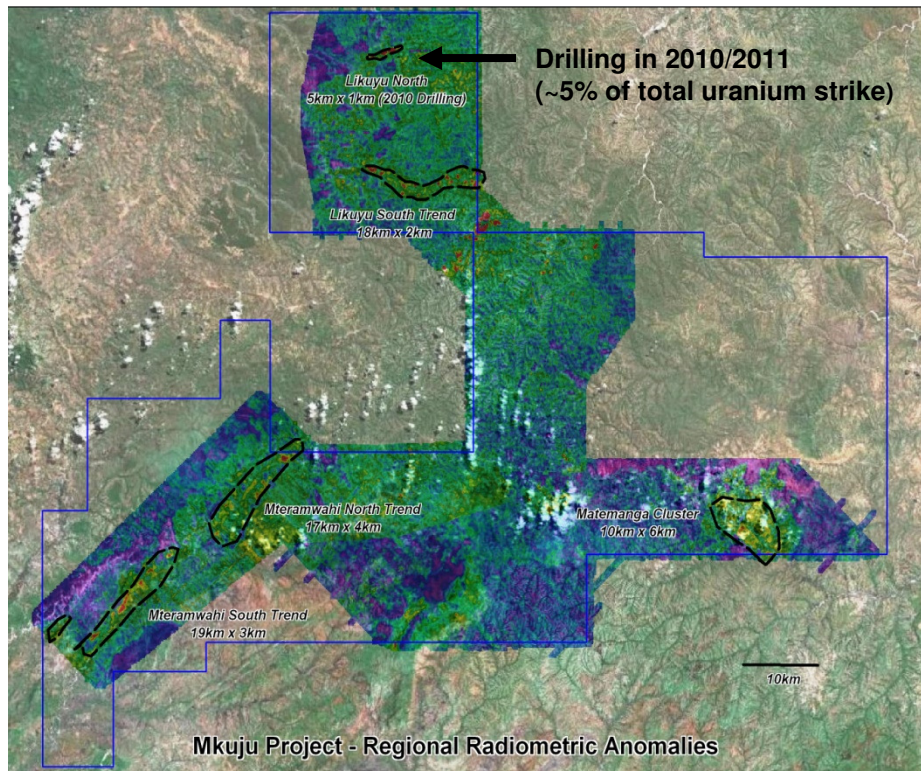 Drilling in 2010/2011
(~5% of total uranium strike)
Likuyu North
5km x 1km (2010 Drilling)
Likuyu South Trend
18km x 2km
Mteramwahi North Trend
17km x 4km
Matemanga Cluster
10km x 6km
Mteramwahi South Trend
19km x 3km
10km
Mkuju Project - Regional Radiometric Anomalies